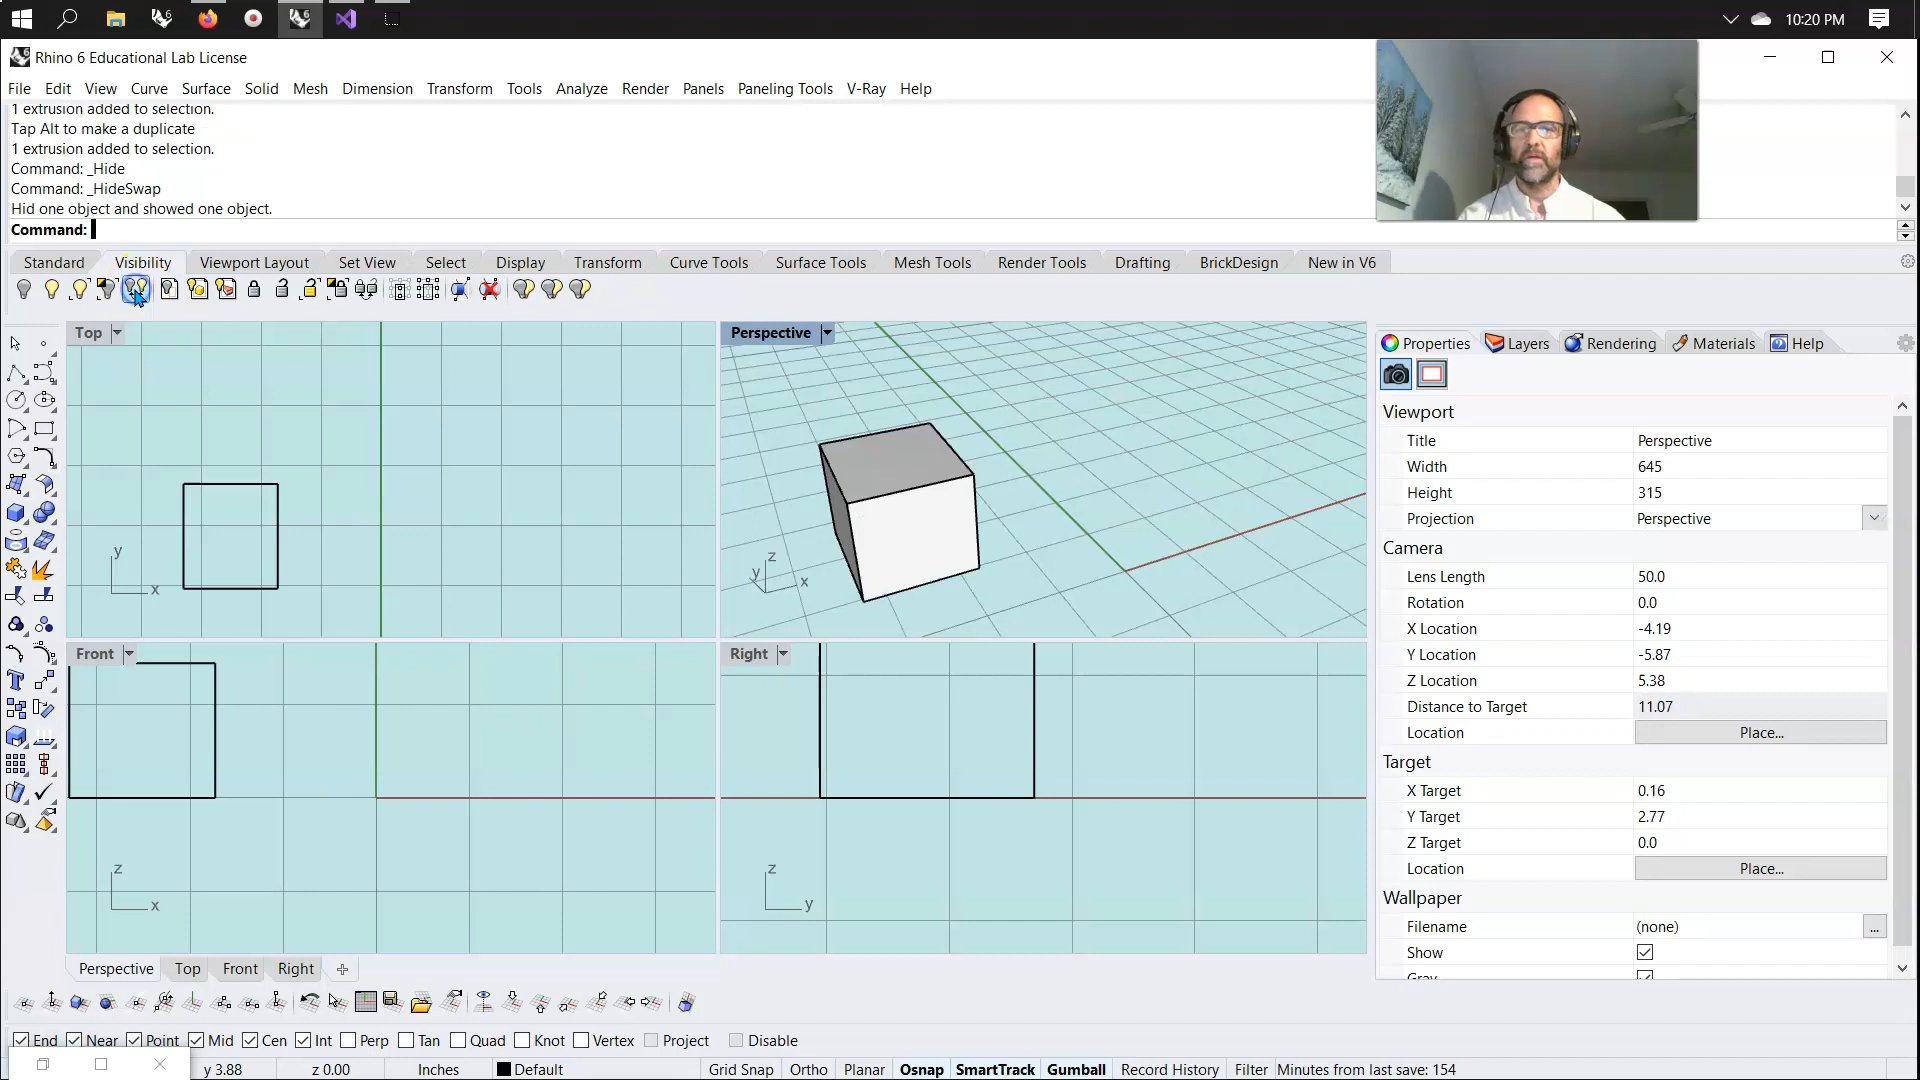 10:20 PM
Rhino 6 Educational Lab License
File Edit View Curve Surface Solid Mesh Dimension Transform Tools Analyze Render Panels Paneling Tools V-Ray Help
1 extrusion added to selection.
Tap Alt to make a duplicate
1 extrusion added to selection.
Command: _Hide
Command: _HideSwap
Hid one object and showed one object.
Command:
Standard Visibility Viewport Layout Set View Select Display Transform Curve Tools Surface Tools Mesh Tools Render Tools Drafting BrickDesign New in V6
Top Perspective
Properties Layers Rendering Materials Help
Viewport
Title Perspective
Width 645
Height 315
Projection Perspective
Camera
Lens Length 50.0
Rotation 0.0
X Location -4.19
Y Location -5.87
Z Location 5.38
Distance to Target 11.07
Location Place...
Target
X Target 0.16
Y Target 2.77
Z Target 0.0
Location Place...
Wallpaper
Filename (none) ...
Show
Gray
y
x
z
y
x
Front Right
z
x
z
y
Perspective Top Front Right
End Near Point Mid Cen Int Perp Tan Quad Knot Vertex Project Disable
y 3.88 z 0.00 Inches Default Grid Snap Ortho Planar Osnap SmartTrack Gumball Record History Filter Minutes from last save: 154